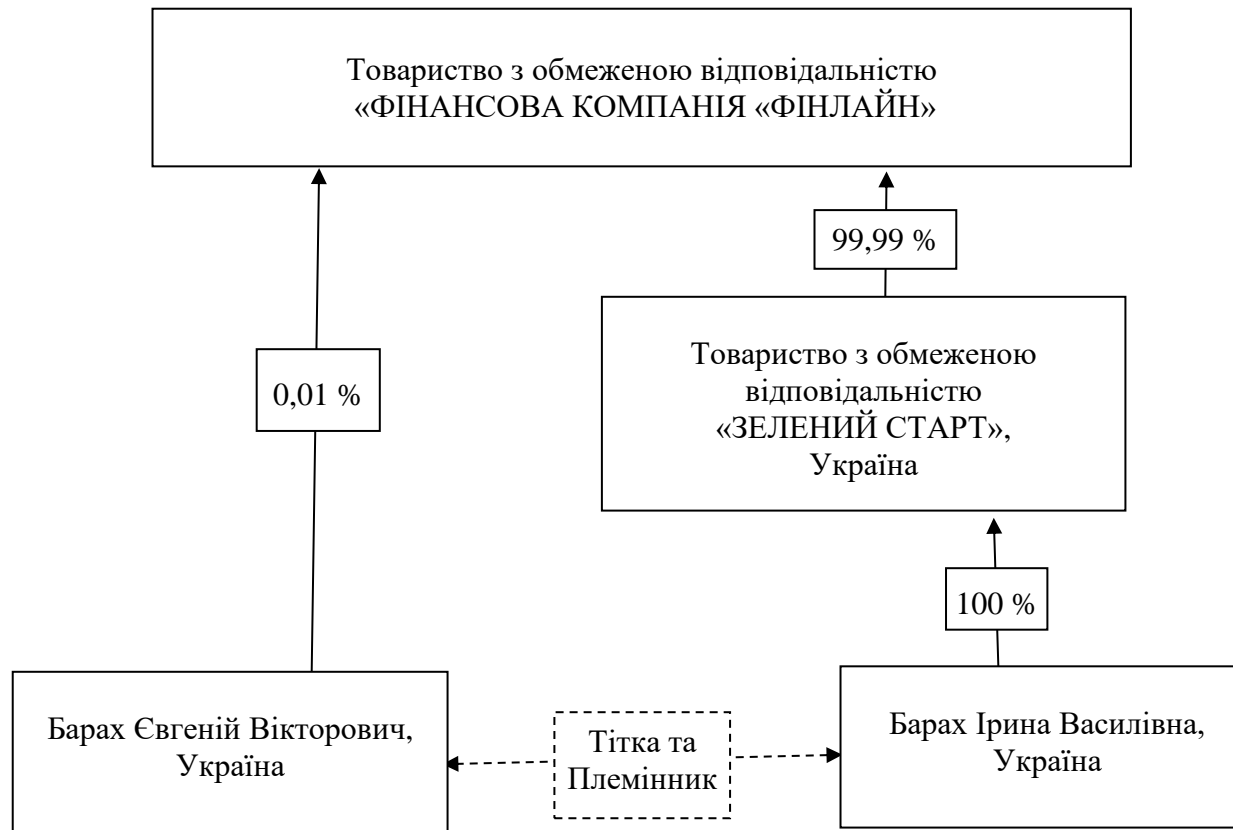 Товариство з обмеженою відповідальністю
«ФІНАНСОВА КОМПАНІЯ «ФІНЛАЙН»
99,99 %
Товариство з обмеженою
відповідальністю
«ЗЕЛЕНИЙ СТАРТ»,
Україна
0,01 %
100 %
Барах Євгеній Вікторович,
Україна
Тітка та
Племінник
Барах Ірина Василівна,
Україна